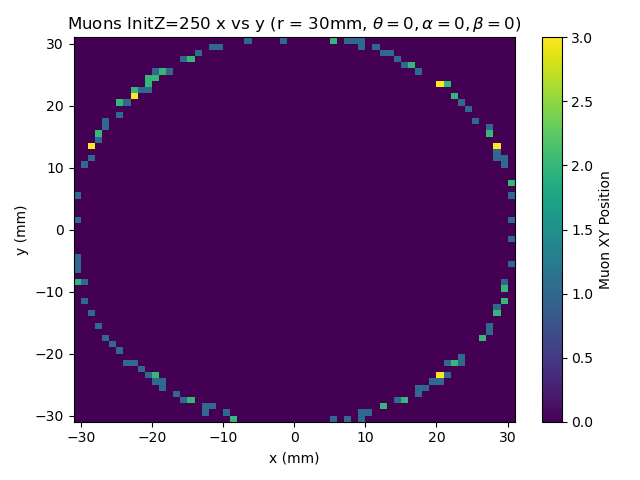 Muons InitZ=250 x vs y (r = 30mm, θ = 0, α = 0, β = 0)
30
20
10
0
−10
−20
−30
y (mm)
−30 −20 −10 0 10 20 30
x (mm)
3.0
2.5
2.0
1.5
1.0
0.5
0.0
Muon XY Position